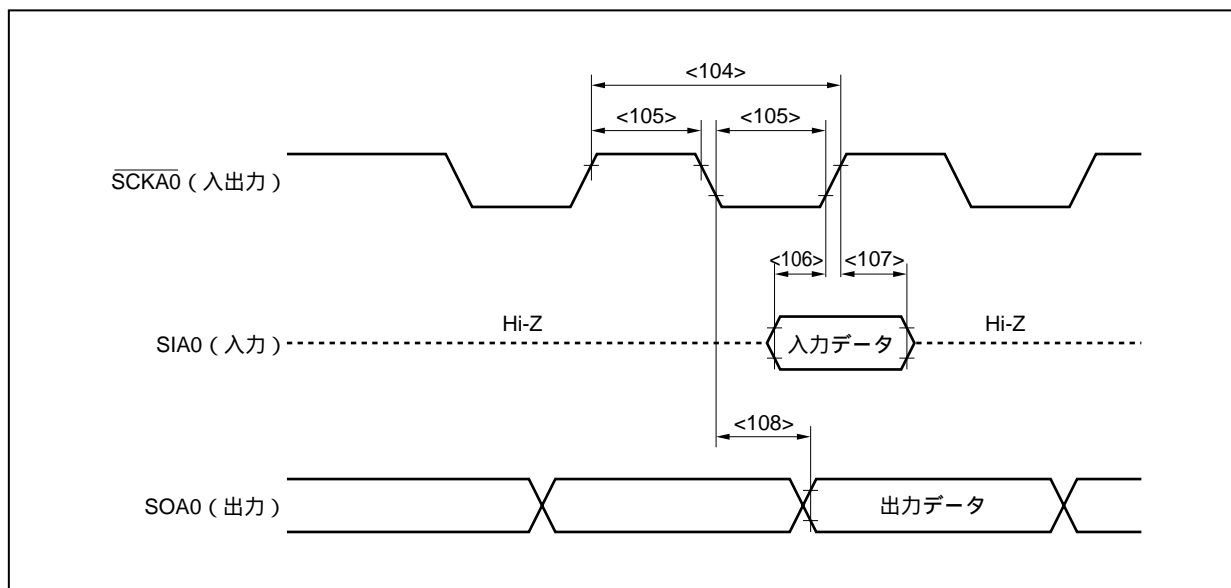 <104>
<105> <105>
SCKA0（入出力）
<106> <107>
Hi-Z Hi-Z
SIA0（入力） 入力データ
<108>
SOA0（出力） 出力データ